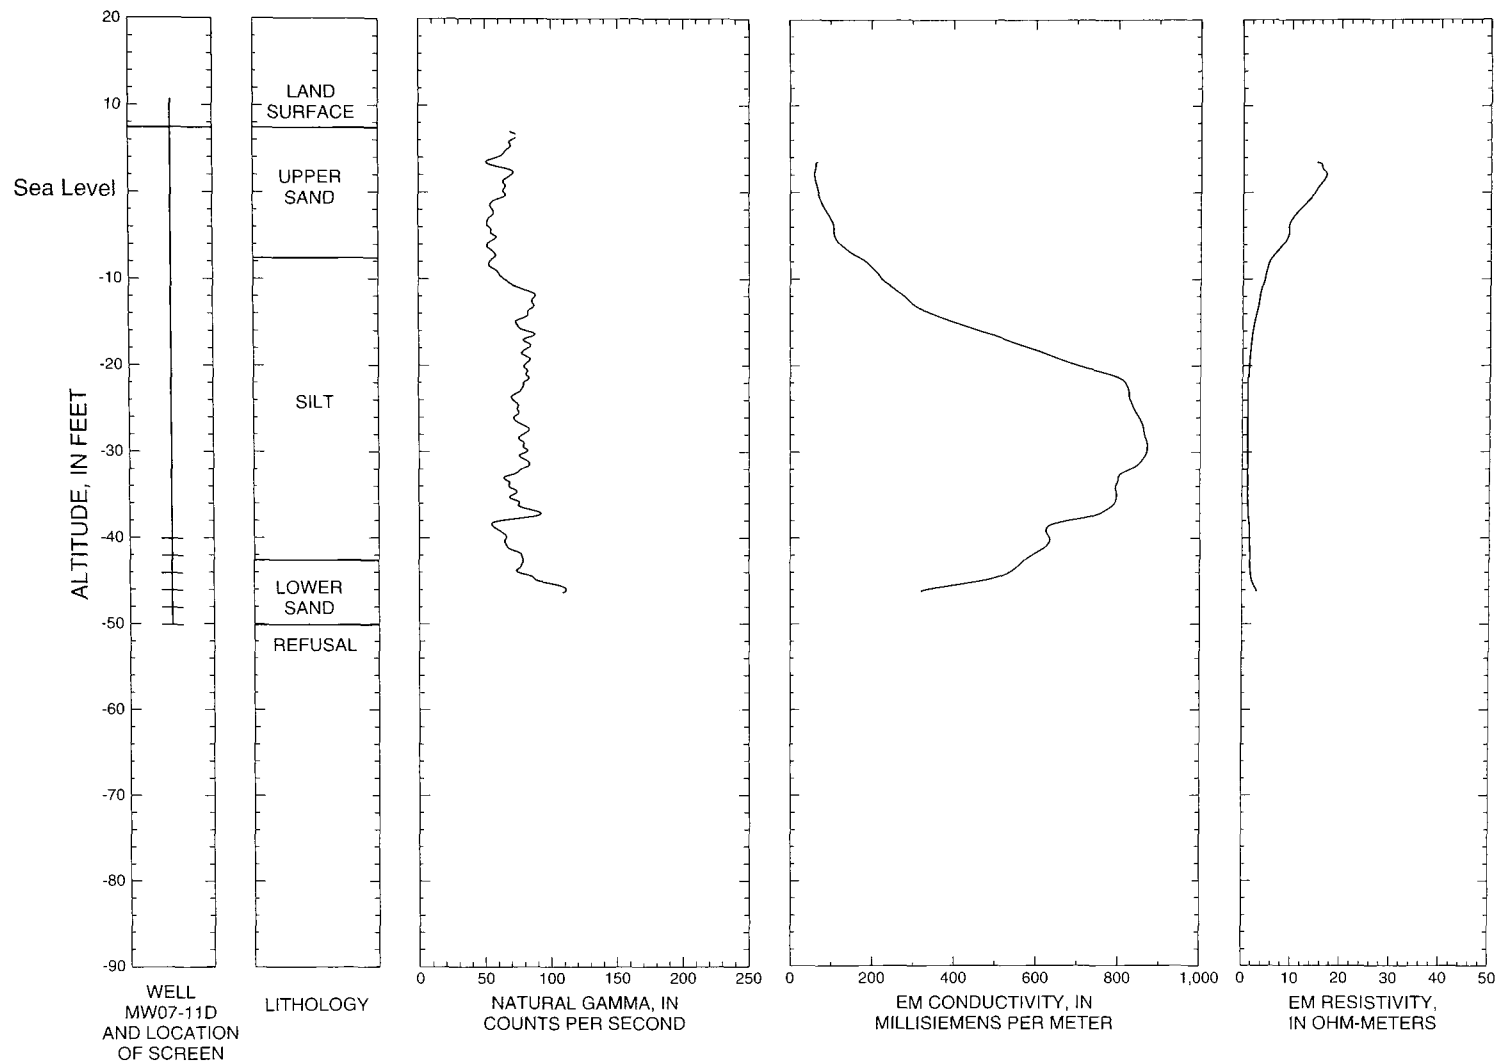 20
10
Sea Level
-10
-20
-30
-40
-50
-60
-70
-80
-90
ALTITUDE, IN FEET
WELL
MW07-11D
AND LOCATION
OF SCREEN
LAND
SURFACE
UPPER
SAND
SILT
LOWER
SAND
REFUSAL
LITHOLOGY
0 50 100 150 200 250
NATURAL GAMMA, IN
COUNTS PER SECOND
0 200 400 600 800 1,000
EM CONDUCTIVITY, IN
MILLISIEMENS PER METER
0 10 20 30 40 50
EM RESISTIVITY,
IN OHM-METERS